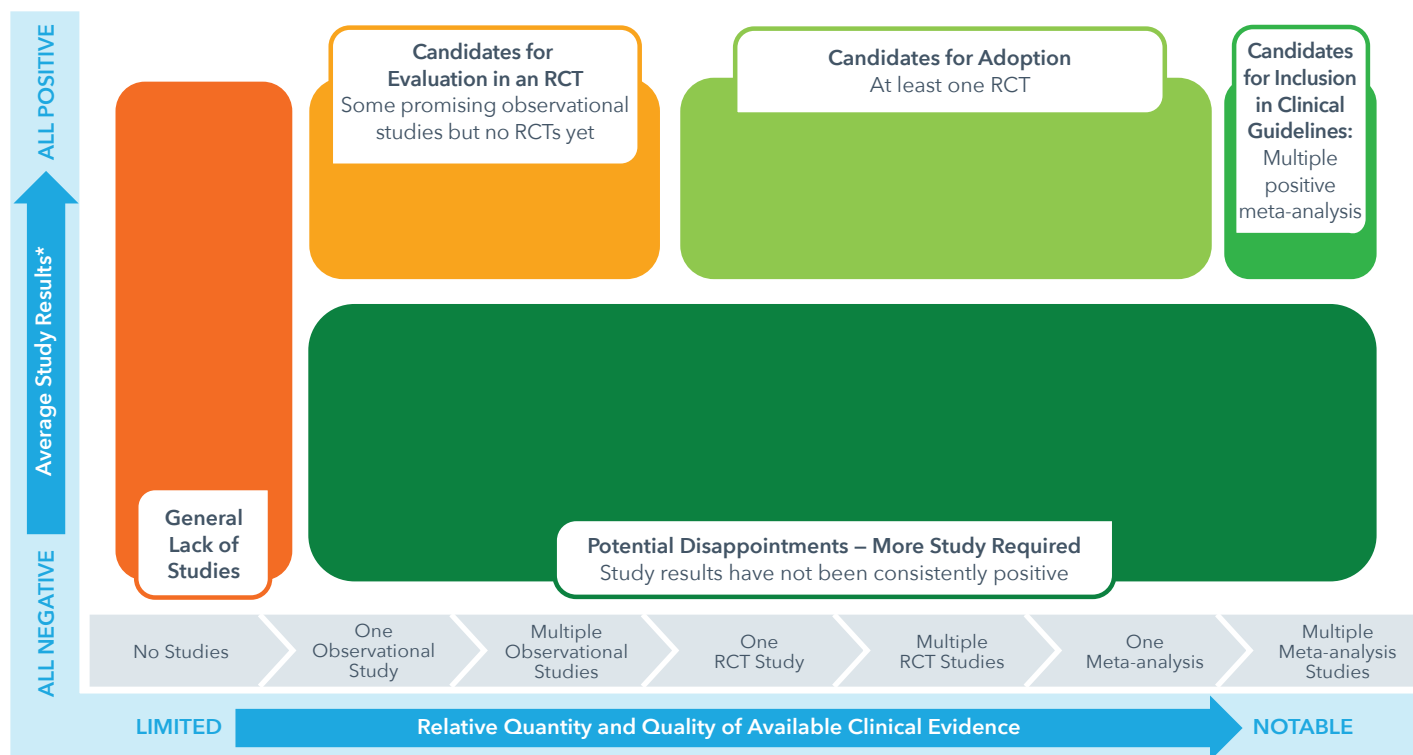 ALL POSITIVE
Average Study Results*
ALL NEGATIVE
Candidates for
Evaluation in an RCT
Some promising observational
studies but no RCTs yet
Candidates for Adoption
At least one RCT
Candidates
for Inclusion
in Clinical
Guidelines:
Multiple
positive
meta-analysis
General
Lack of
Studies
Potential Disappointments – More Study Required
Study results have not been consistently positive
No Studies
One
Observational
Study
Multiple
Observational
Studies
One
RCT Study
Multiple
RCT Studies
One
Meta-analysis
Multiple
Meta-analysis
Studies
LIMITED
Relative Quantity and Quality of Available Clinical Evidence
NOTABLE